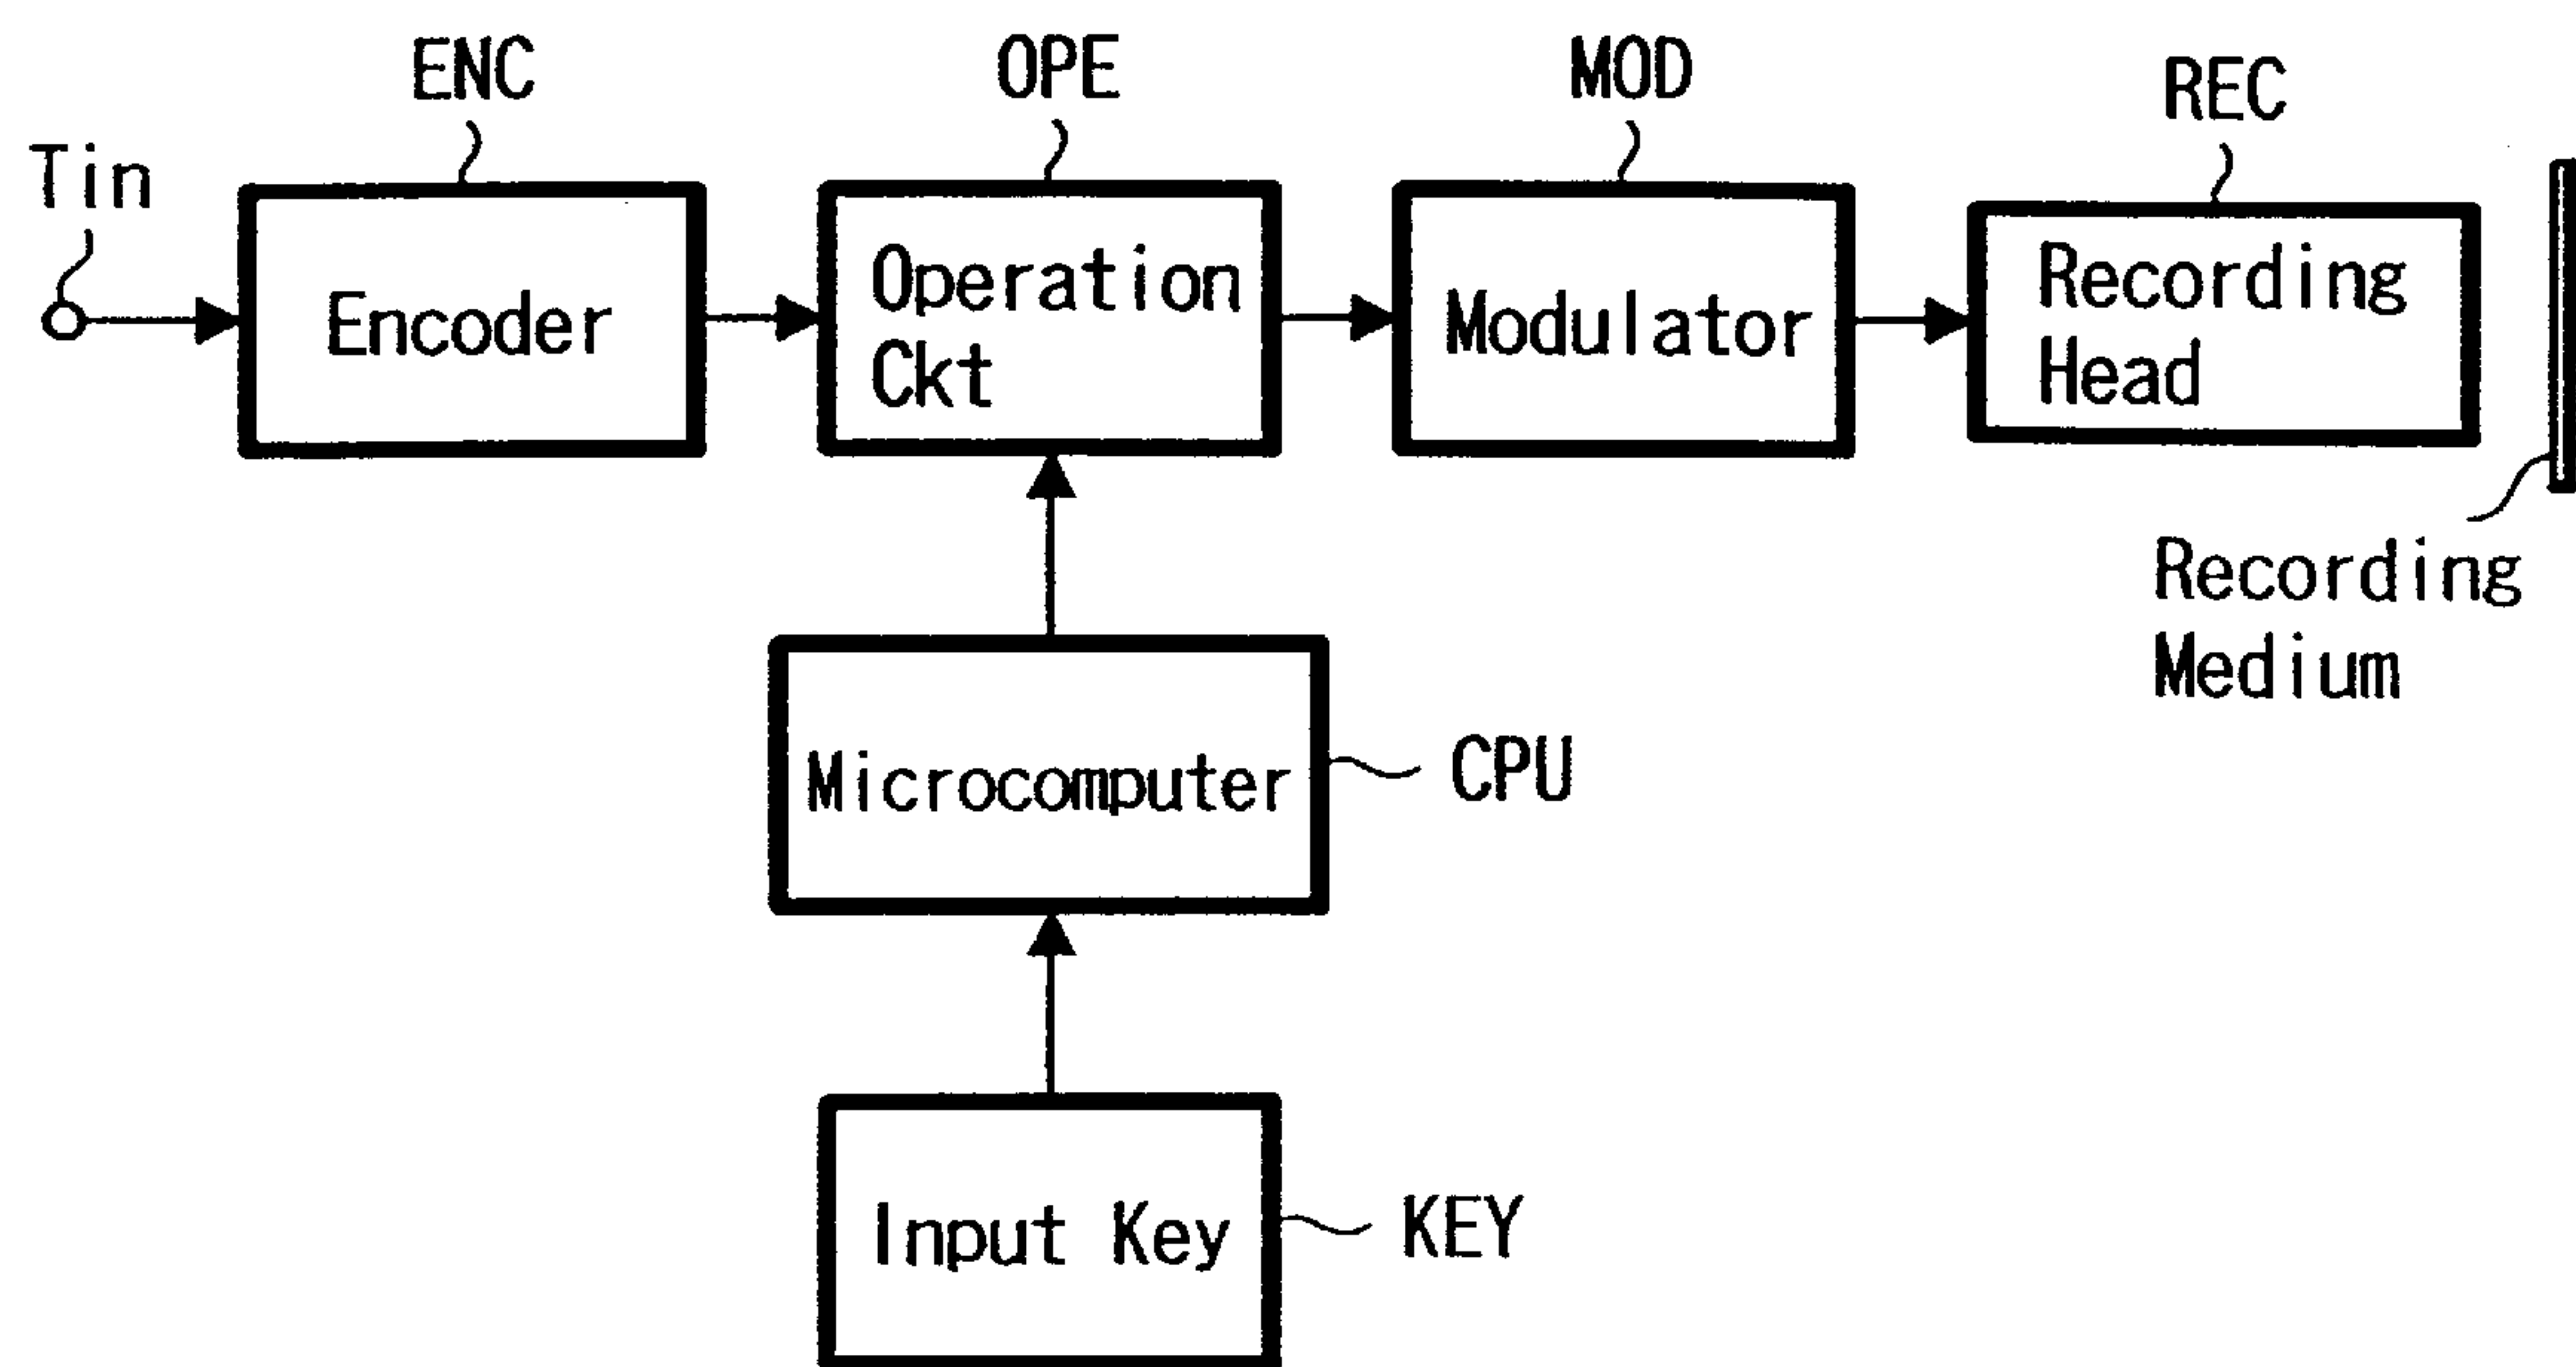 ENC
OPE
MOD
REC
Tin
Encoder
Operation
Ckt
Modulator
Recording
Head
Recording
Medium
Microcomputer
CPU
Input Key
KEY